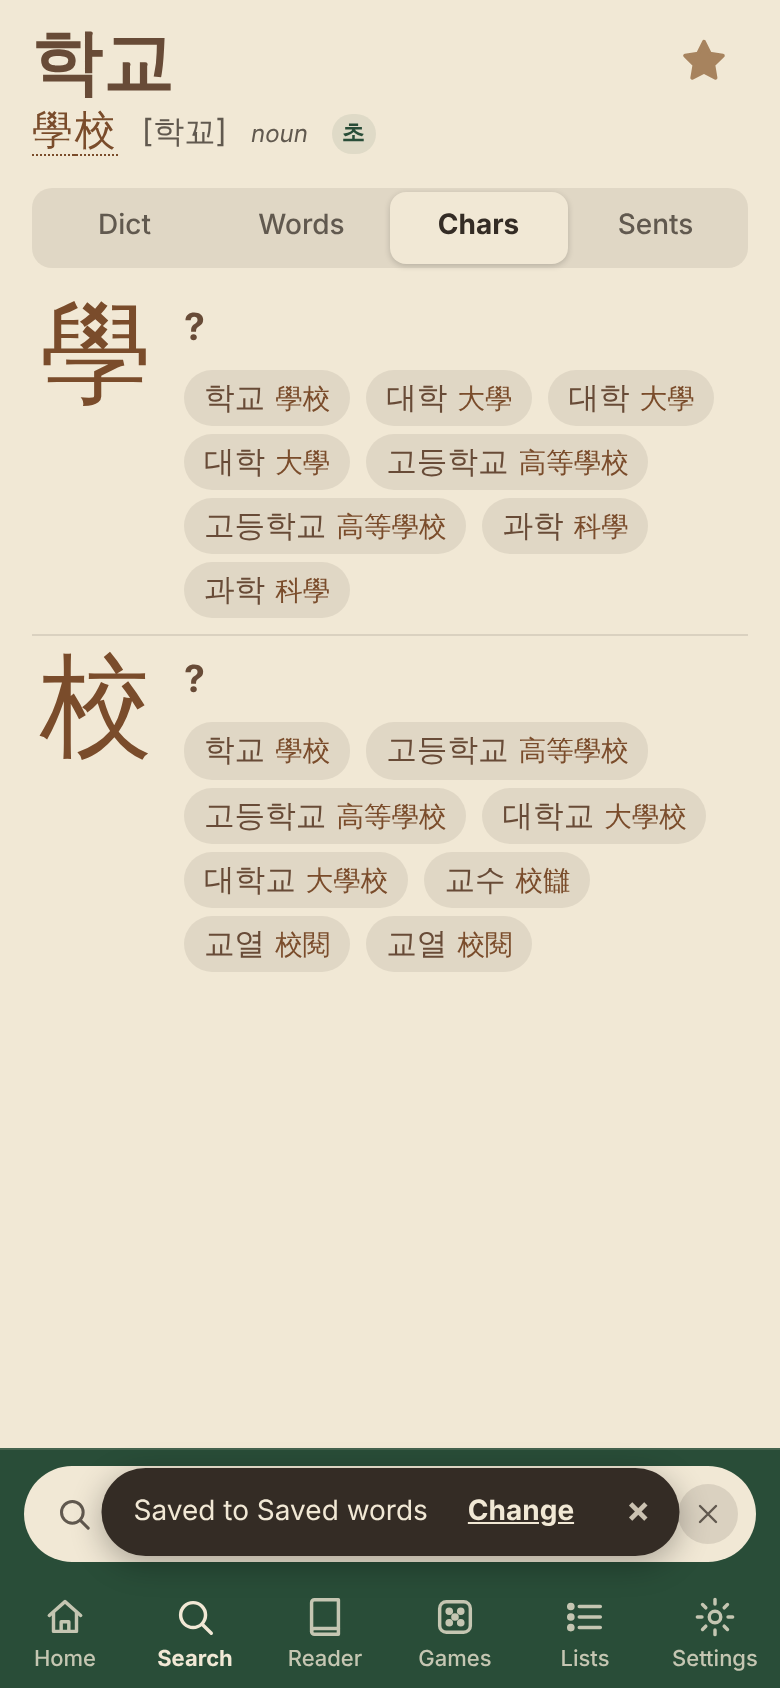 학교
學校 [학꾜] noun 초
Dict Words Chars Sents
學 ?
학교 學校 대학 大學 대학 大學
대학 大學 고등학교 高等學校
고등학교 高等學校 과학 科學
과학 科學
校 ?
학교 學校 고등학교 高等學校
고등학교 高等學校 대학교 大學校
대학교 大學校 교수 校讎
교열 校閱 교열 校閱
Saved to Saved words Change ×
Home Search Reader Games Lists Settings